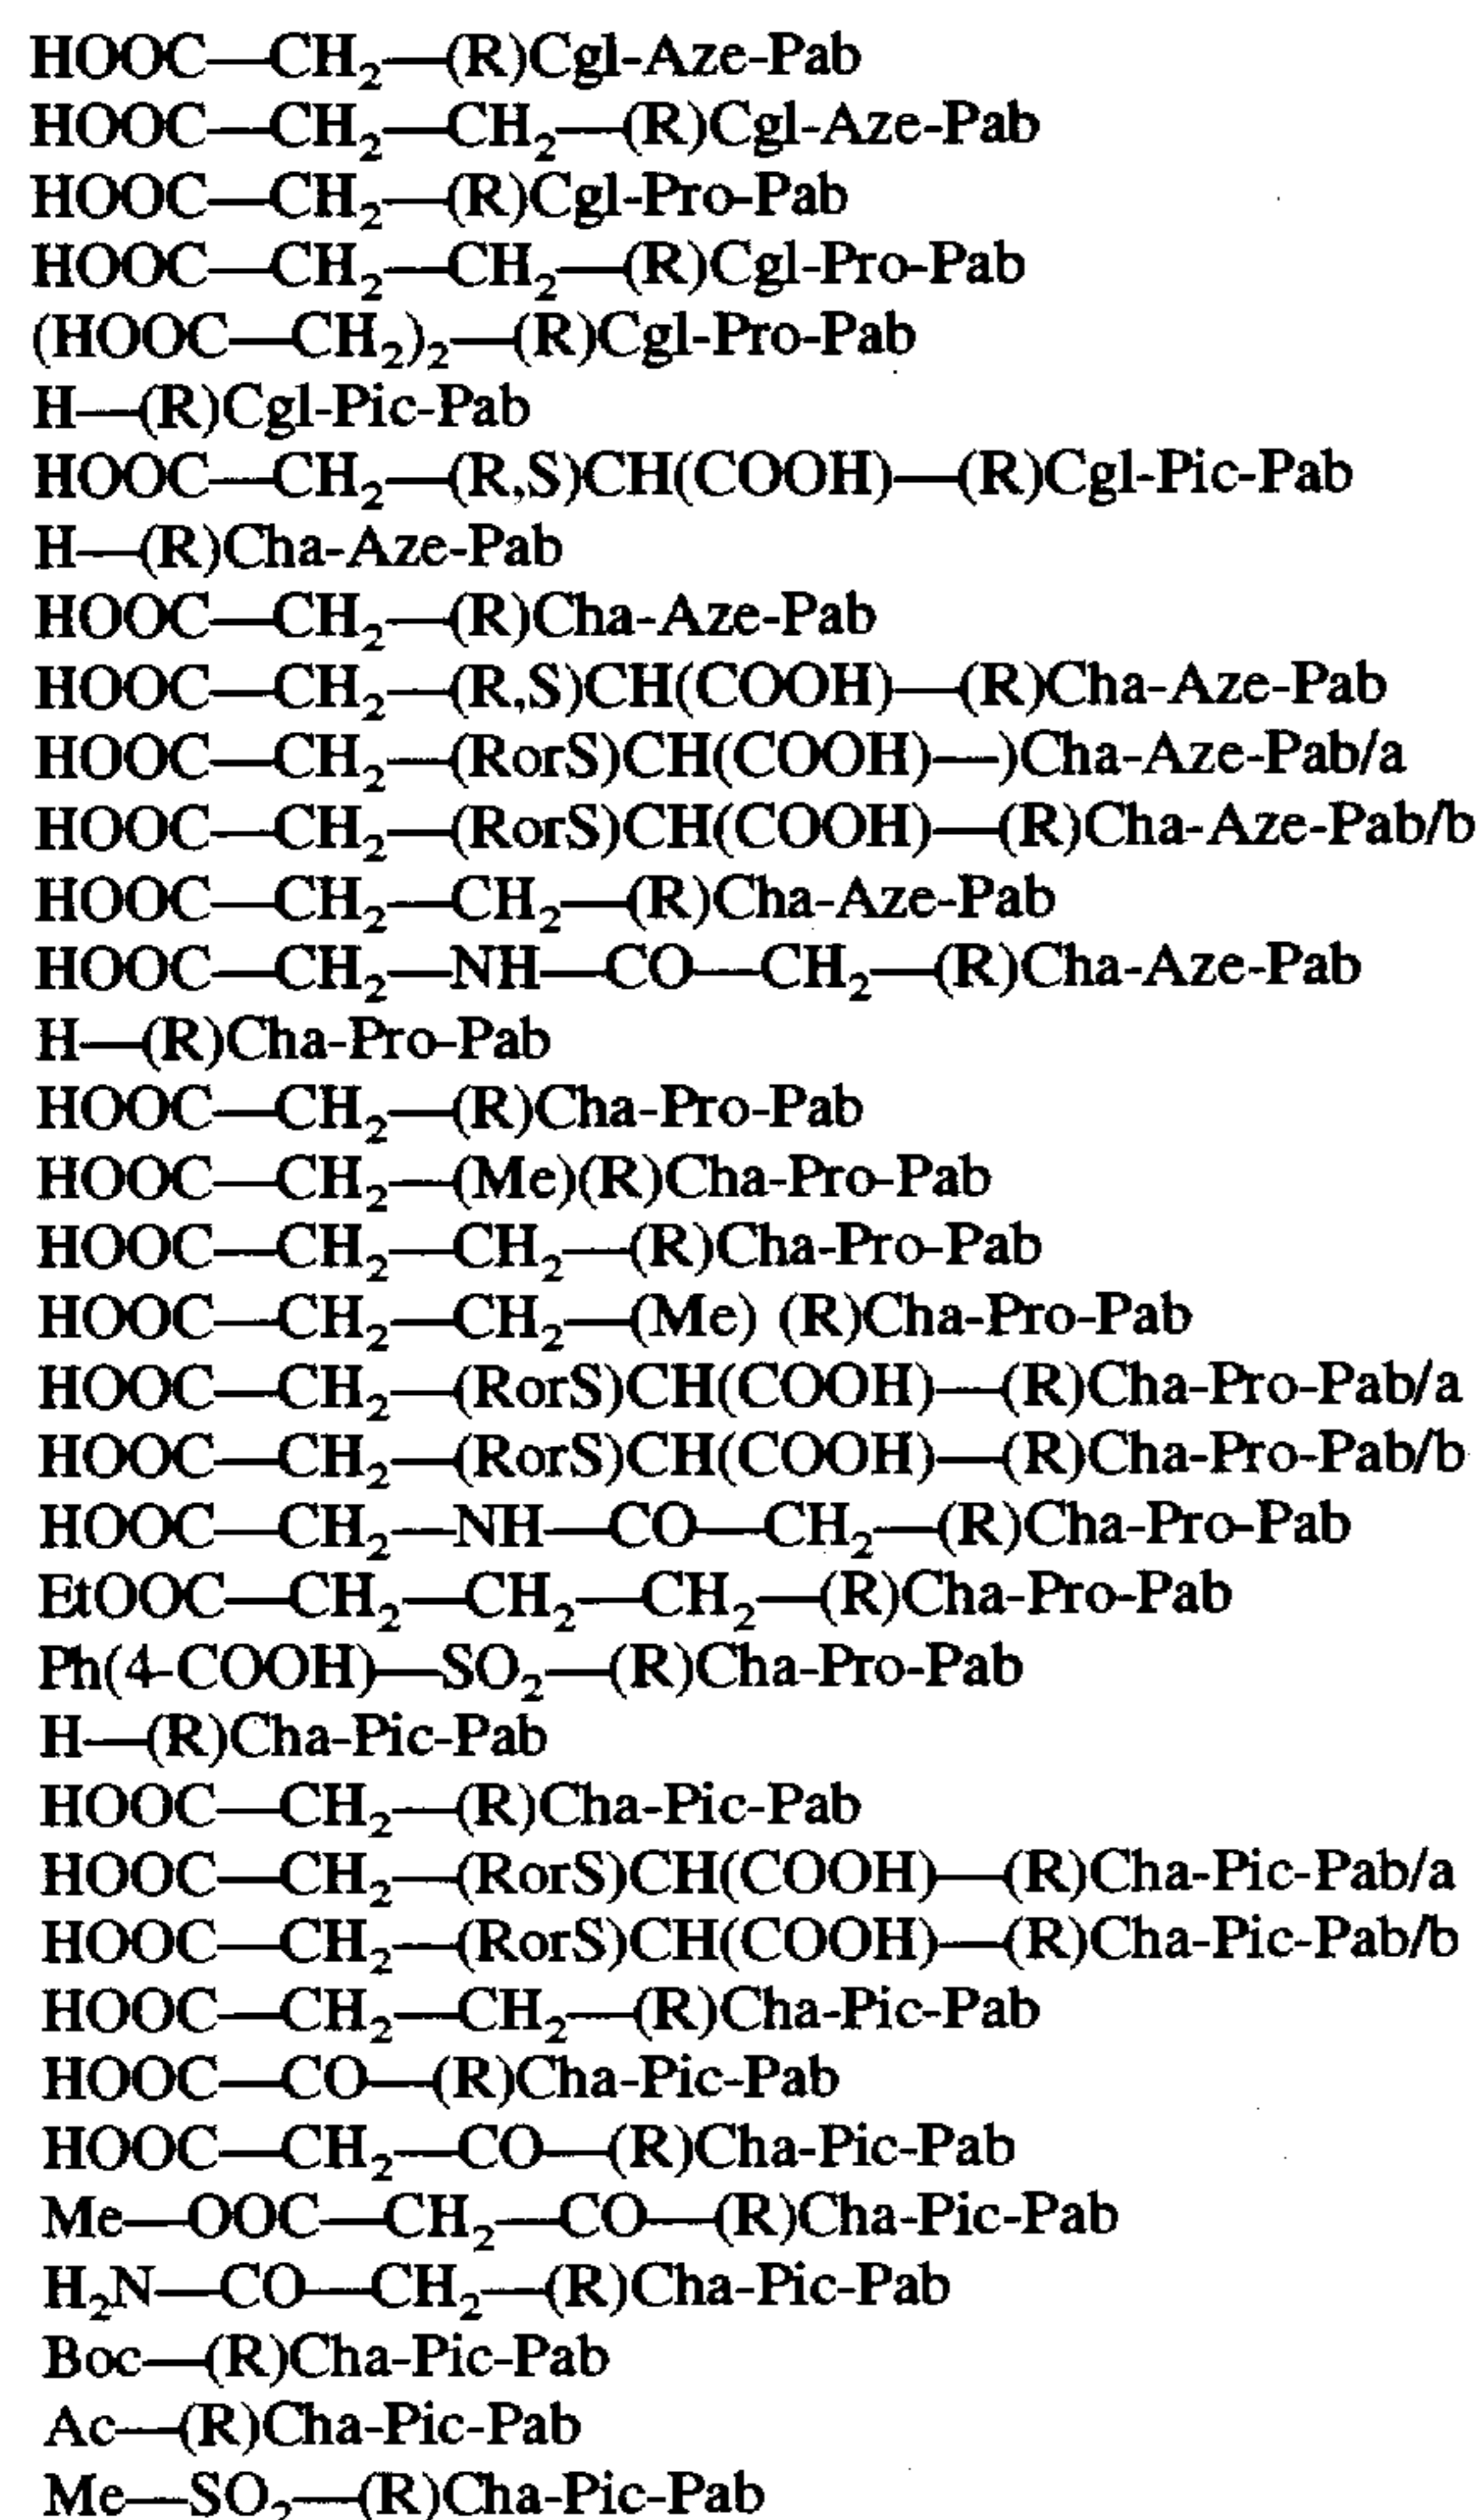 HOOC—CH₂—(R)Cgl-Aze-Pab
HOOC—CH₂—CH₂—(R)Cgl-Aze-Pab
HOOC—CH₂—(R)Cgl-Pro-Pab
HOOC—CH₂—CH₂—(R)Cgl-Pro-Pab
(HOOC—CH₂)₂—(R)Cgl-Pro-Pab
H—(R)Cgl-Pic-Pab
HOOC—CH₂—(R,S)CH(COOH)—(R)Cgl-Pic-Pab
H—(R)Cha-Aze-Pab
HOOC—CH₂—(R)Cha-Aze-Pab
HOOC—CH₂—(R,S)CH(COOH)—(R)Cha-Aze-Pab
HOOC—CH₂—(RorS)CH(COOH)—)Cha-Aze-Pab/a
HOOC—CH₂—(RorS)CH(COOH)—(R)Cha-Aze-Pab/b
HOOC—CH₂—CH₂—(R)Cha-Aze-Pab
HOOC—CH₂—NH—CO—CH₂—(R)Cha-Aze-Pab
H—(R)Cha-Pro-Pab
HOOC—CH₂—(R)Cha-Pro-Pab
HOOC—CH₂—(Me)(R)Cha-Pro-Pab
HOOC—CH₂—CH₂—(R)Cha-Pro-Pab
HOOC—CH₂—CH₂—(Me) (R)Cha-Pro-Pab
HOOC—CH₂—(RorS)CH(COOH)—(R)Cha-Pro-Pab/a
HOOC—CH₂—(RorS)CH(COOH)—(R)Cha-Pro-Pab/b
HOOC—CH₂—NH—CO—CH₂—(R)Cha-Pro-Pab
EtOOC—CH₂—CH₂—CH₂—(R)Cha-Pro-Pab
Ph(4-COOH)—SO₂—(R)Cha-Pro-Pab
H—(R)Cha-Pic-Pab
HOOC—CH₂—(R)Cha-Pic-Pab
HOOC—CH₂—(RorS)CH(COOH)—(R)Cha-Pic-Pab/a
HOOC—CH₂—(RorS)CH(COOH)—(R)Cha-Pic-Pab/b
HOOC—CH₂—CH₂—(R)Cha-Pic-Pab
HOOC—CO—(R)Cha-Pic-Pab
HOOC—CH₂—CO—(R)Cha-Pic-Pab
Me—OOC—CH₂—CO—(R)Cha-Pic-Pab
H₂N—CO—CH₂—(R)Cha-Pic-Pab
Boc—(R)Cha-Pic-Pab
Ac—(R)Cha-Pic-Pab
Me—SO₂—(R)Cha-Pic-Pab